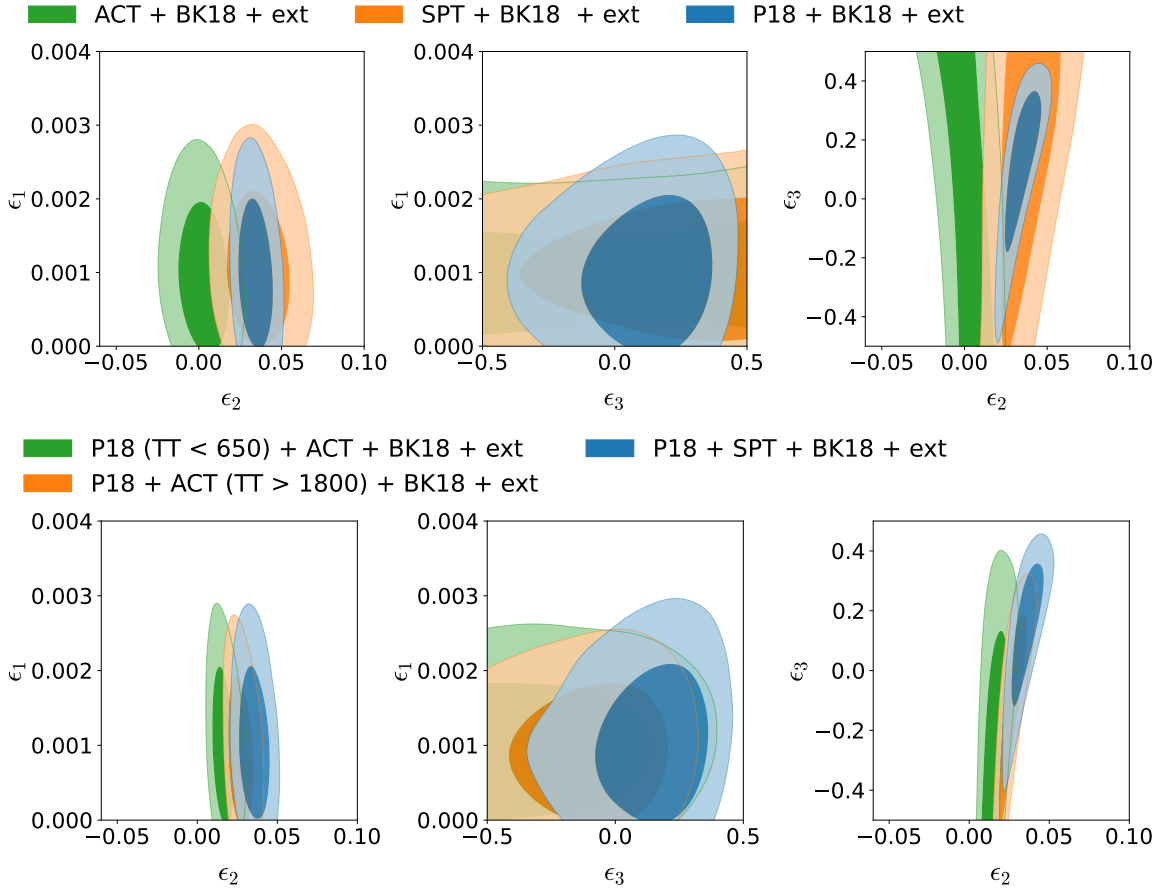 ACT + BK18 + ext SPT + BK18 + ext P18 + BK18 + ext
0.004 0.004
0.003 0.003 0.4
0.002 0.002 0.2
0.001 0.001 0.0
0.000 0.000 −0.2
−0.4
ϵ₁ ϵ₁ ϵ₃
−0.05 0.00 0.05 0.10 −0.5 0.0 0.5 −0.05 0.00 0.05 0.10
ϵ₂ ϵ₃ ϵ₂
P18 (TT < 650) + ACT + BK18 + ext P18 + SPT + BK18 + ext
P18 + ACT (TT > 1800) + BK18 + ext
0.004 0.004
0.003 0.003 0.4
0.002 0.002 0.2
0.001 0.001 0.0
0.000 0.000 −0.2
−0.4
ϵ₁ ϵ₁ ϵ₃
−0.05 0.00 0.05 0.10 −0.5 0.0 0.5 −0.05 0.00 0.05 0.10
ϵ₂ ϵ₃ ϵ₂